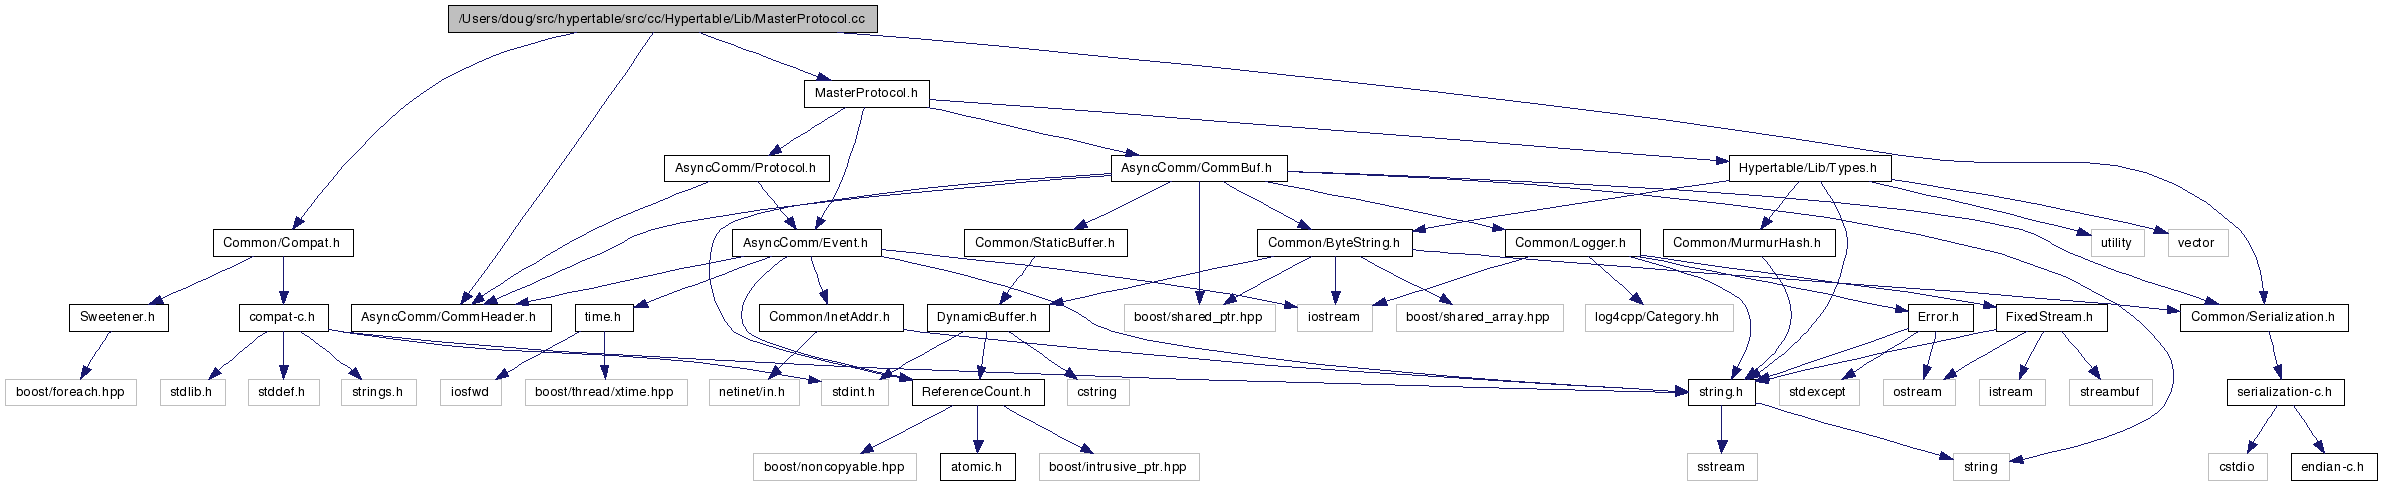 /Users/doug/src/hypertable/src/cc/Hypertable/Lib/MasterProtocol.cc
MasterProtocol.h
AsyncComm/Protocol.h
AsyncComm/CommBuf.h
Hypertable/Lib/Types.h
Common/Compat.h
AsyncComm/Event.h
Common/StaticBuffer.h
Common/ByteString.h
Common/Logger.h
Common/MurmurHash.h
utility
vector
Sweetener.h
compat-c.h
AsyncComm/CommHeader.h
time.h
Common/InetAddr.h
DynamicBuffer.h
boost/shared_ptr.hpp
iostream
boost/shared_array.hpp
log4cpp/Category.hh
Error.h
FixedStream.h
Common/Serialization.h
boost/foreach.hpp
stdlib.h
stddef.h
strings.h
iosfwd
boost/thread/xtime.hpp
netinet/in.h
stdint.h
ReferenceCount.h
cstring
string.h
stdexcept
ostream
istream
streambuf
serialization-c.h
boost/noncopyable.hpp
atomic.h
boost/intrusive_ptr.hpp
sstream
string
cstdio
endian-c.h